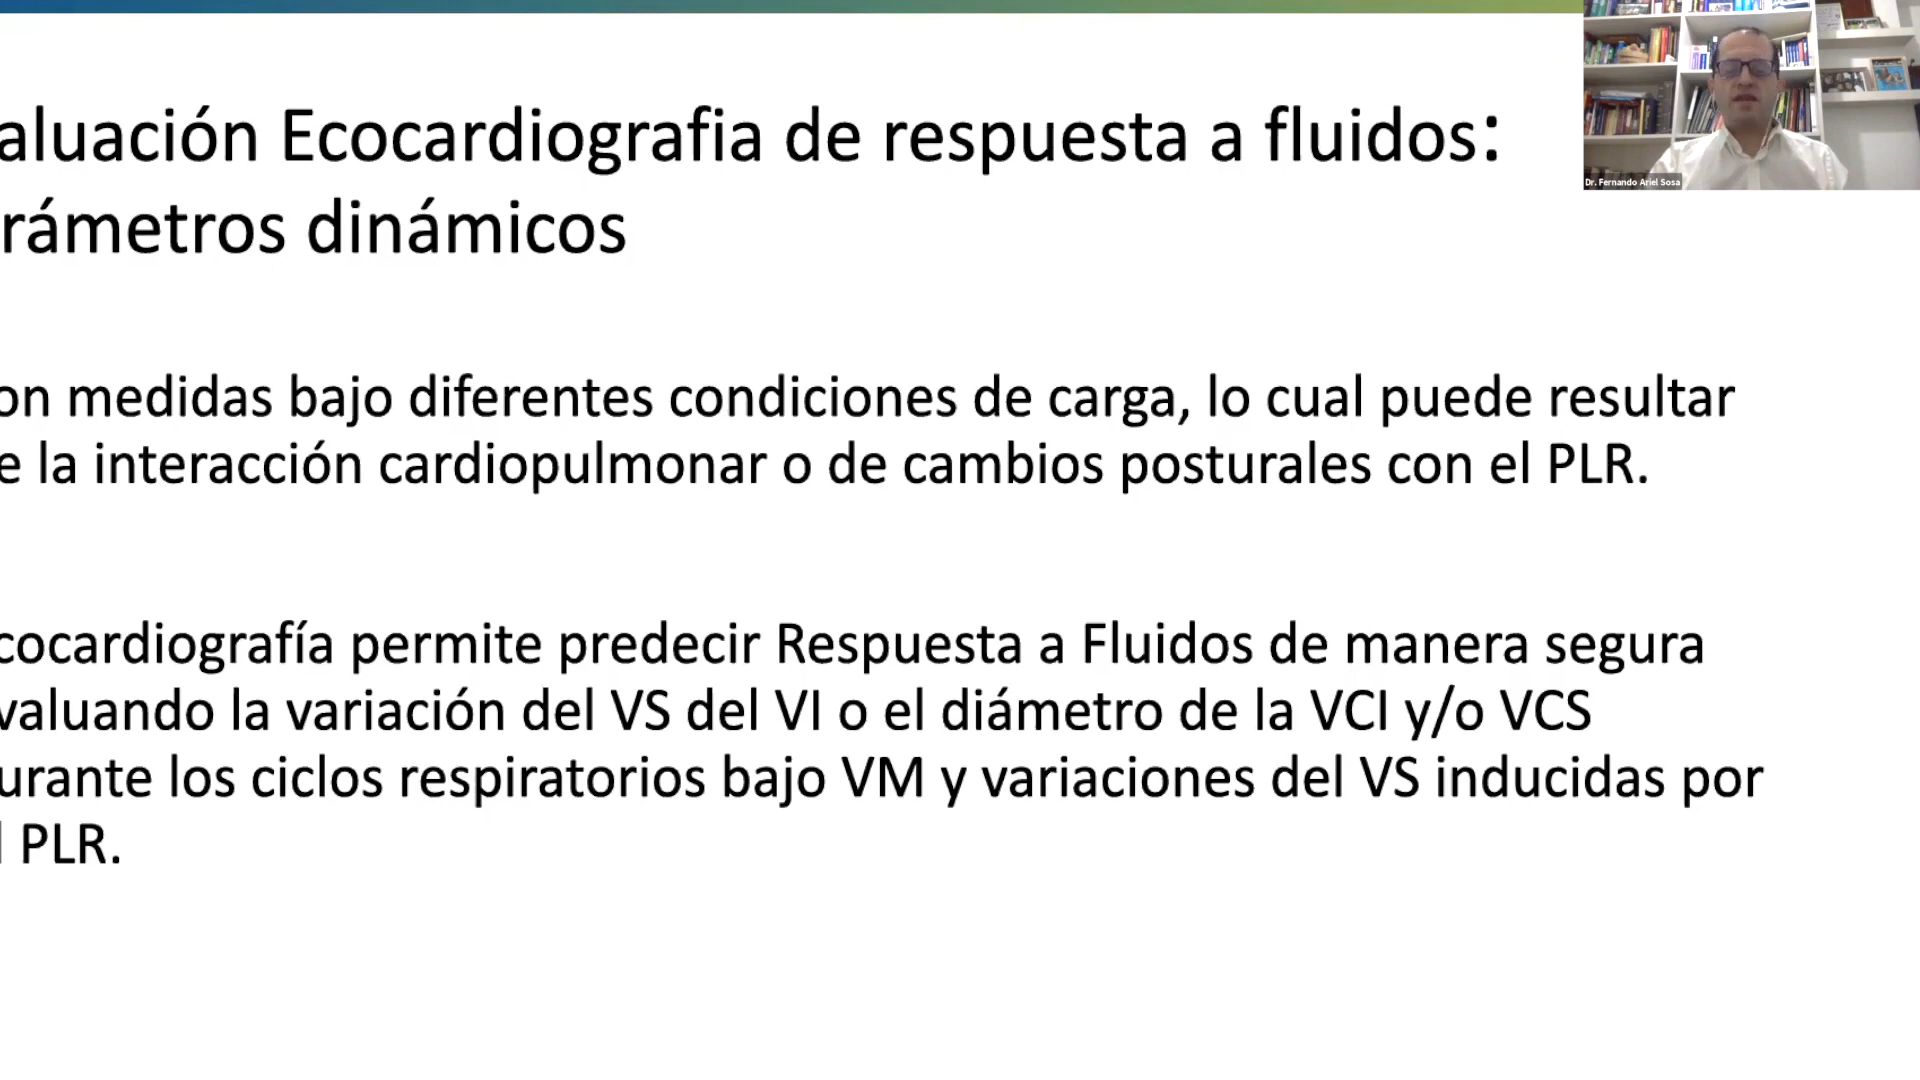 aluación Ecocardiografia de respuesta a fluidos:
rámetros dinámicos
on medidas bajo diferentes condiciones de carga, lo cual puede resultar
e la interacción cardiopulmonar o de cambios posturales con el PLR.
cocardiografía permite predecir Respuesta a Fluidos de manera segura
valuando la variación del VS del VI o el diámetro de la VCI y/o VCS
urante los ciclos respiratorios bajo VM y variaciones del VS inducidas por
l PLR.
Dr. Fernando Ariel Sosa